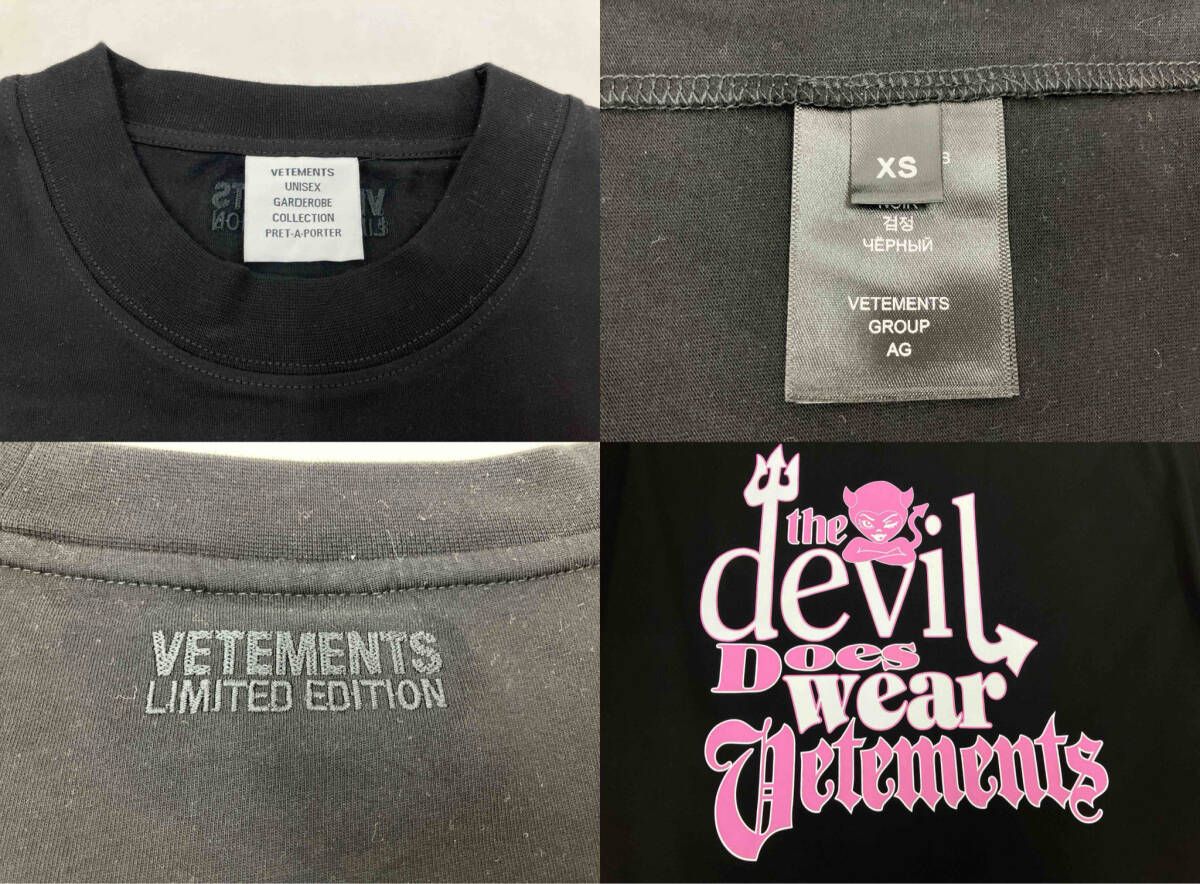 VETEMENTS
UNISEX
GARDEROBE
COLLECTION
PRET-A-PORTER
XS
NOIR
검정
ЧЁРНЫЙ
VETEMENTS
GROUP
AG
VETEMENTS
LIMITED EDITION
the
devil
Does
wear
Vetements